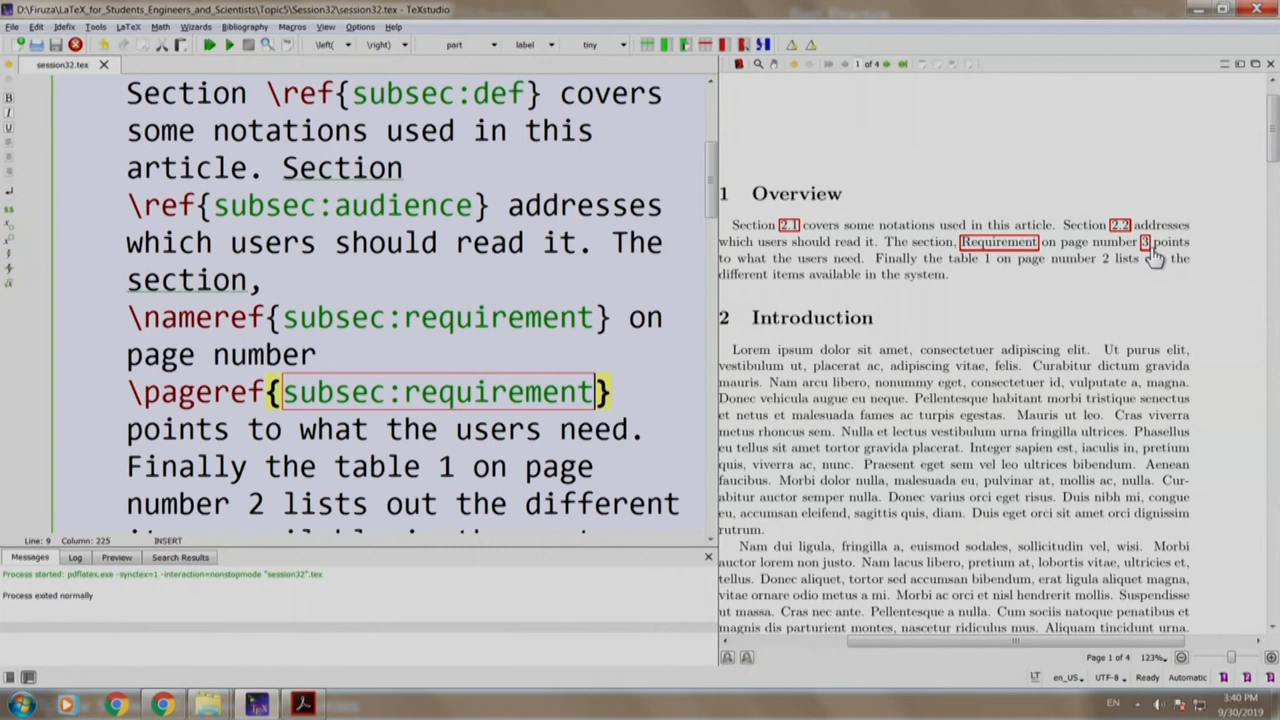 D:\Firuza\LaTeX_for_Students_Engineers_and_Scientists\Topic5\Session32\session32.tex - TeXstudio
File Edit Idefix Tools LaTeX Math Wizards Bibliography Macros View Options Help
\left( \right) part label tiny
session32.tex
1 of 4
Section \ref{subsec:def} covers
some notations used in this
article. Section
\ref{subsec:audience} addresses
which users should read it. The
section,
\nameref{subsec:requirement} on
page number
\pageref{subsec:requirement}
points to what the users need.
Finally the table 1 on page
number 2 lists out the different
Line: 9 Column: 225 INSERT
Messages Log Preview Search Results
Process started: pdflatex.exe -synctex=1 -interaction=nonstopmode "session32".tex
Process exited normally
1 Overview
Section 2.1 covers some notations used in this article. Section 2.2 addresses
which users should read it. The section, Requirement on page number 3 points
to what the users need. Finally the table 1 on page number 2 lists the
different items available in the system.
2 Introduction
Lorem ipsum dolor sit amet, consectetuer adipiscing elit. Ut purus elit,
vestibulum ut, placerat ac, adipiscing vitae, felis. Curabitur dictum gravida
mauris. Nam arcu libero, nonummy eget, consectetuer id, vulputate a, magna.
Donec vehicula augue eu neque. Pellentesque habitant morbi tristique senectus
et netus et malesuada fames ac turpis egestas. Mauris ut leo. Cras viverra
metus rhoncus sem. Nulla et lectus vestibulum urna fringilla ultrices. Phasellus
eu tellus sit amet tortor gravida placerat. Integer sapien est, iaculis in, pretium
quis, viverra ac, nunc. Praesent eget sem vel leo ultrices bibendum. Aenean
faucibus. Morbi dolor nulla, malesuada eu, pulvinar at, mollis ac, nulla. Cur-
abitur auctor semper nulla. Donec varius orci eget risus. Duis nibh mi, congue
eu, accumsan eleifend, sagittis quis, diam. Duis eget orci sit amet orci dignissim
rutrum.
Nam dui ligula, fringilla a, euismod sodales, sollicitudin vel, wisi. Morbi
auctor lorem non justo. Nam lacus libero, pretium at, lobortis vitae, ultricies et,
tellus. Donec aliquet, tortor sed accumsan bibendum, erat ligula aliquet magna,
vitae ornare odio metus a mi. Morbi ac orci et nisl hendrerit mollis. Suspendisse
ut massa. Cras nec ante. Pellentesque a nulla. Cum sociis natoque penatibus et
magnis dis parturient montes, nascetur ridiculus mus. Aliquam tincidunt urna.
Page 1 of 4 123%
LT en_US UTF-8 Ready Automatic
EN 3:40 PM
9/30/2019